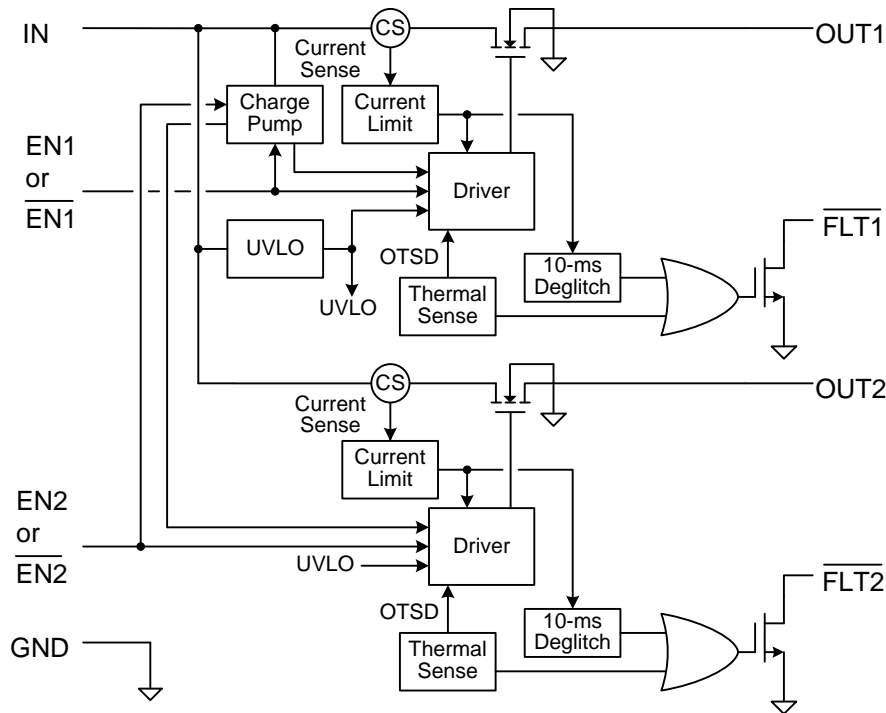 IN
CS
OUT1
Current
Sense
Charge
Pump
Current
Limit
EN1
or
EN1
Driver
FLT1
UVLO
OTSD
10-ms
Deglitch
UVLO
Thermal
Sense
CS
OUT2
Current
Sense
Current
Limit
EN2
or
EN2
Driver
UVLO
FLT2
OTSD
10-ms
Deglitch
GND
Thermal
Sense